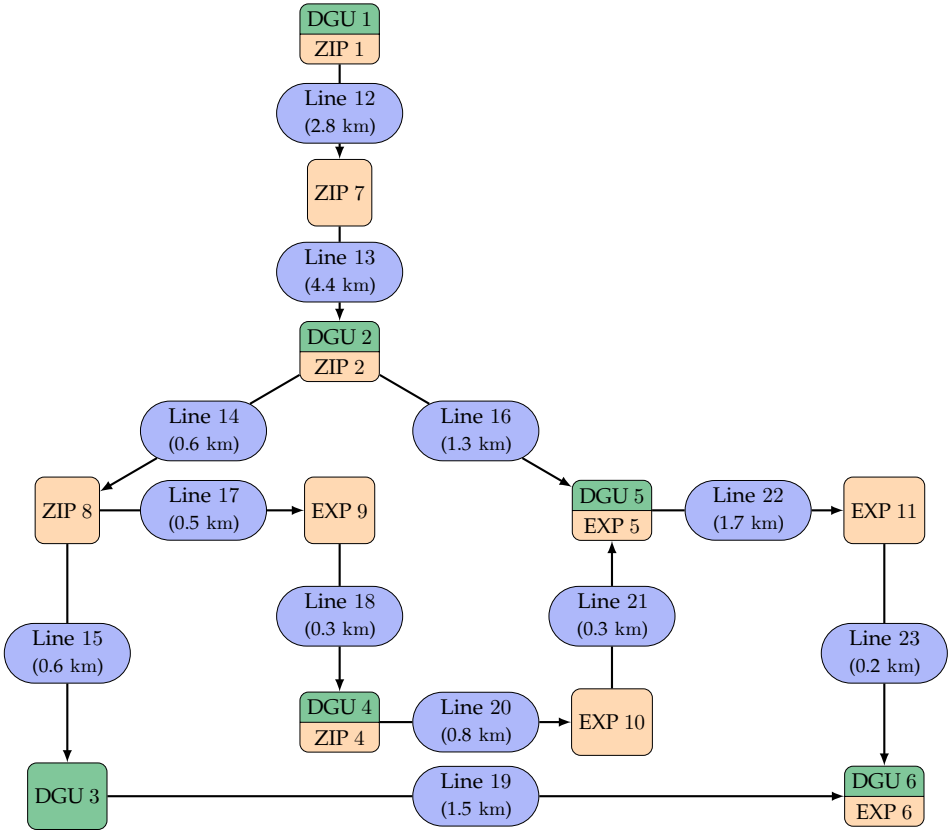 DGU 1
ZIP 1
Line 12
(2.8 km)
ZIP 7
Line 13
(4.4 km)
DGU 2
ZIP 2
Line 14
(0.6 km)
Line 16
(1.3 km)
ZIP 8
Line 17
(0.5 km)
EXP 9
DGU 5
EXP 5
Line 22
(1.7 km)
EXP 11
Line 18
(0.3 km)
Line 21
(0.3 km)
Line 15
(0.6 km)
Line 23
(0.2 km)
DGU 4
ZIP 4
Line 20
(0.8 km)
EXP 10
DGU 3
Line 19
(1.5 km)
DGU 6
EXP 6